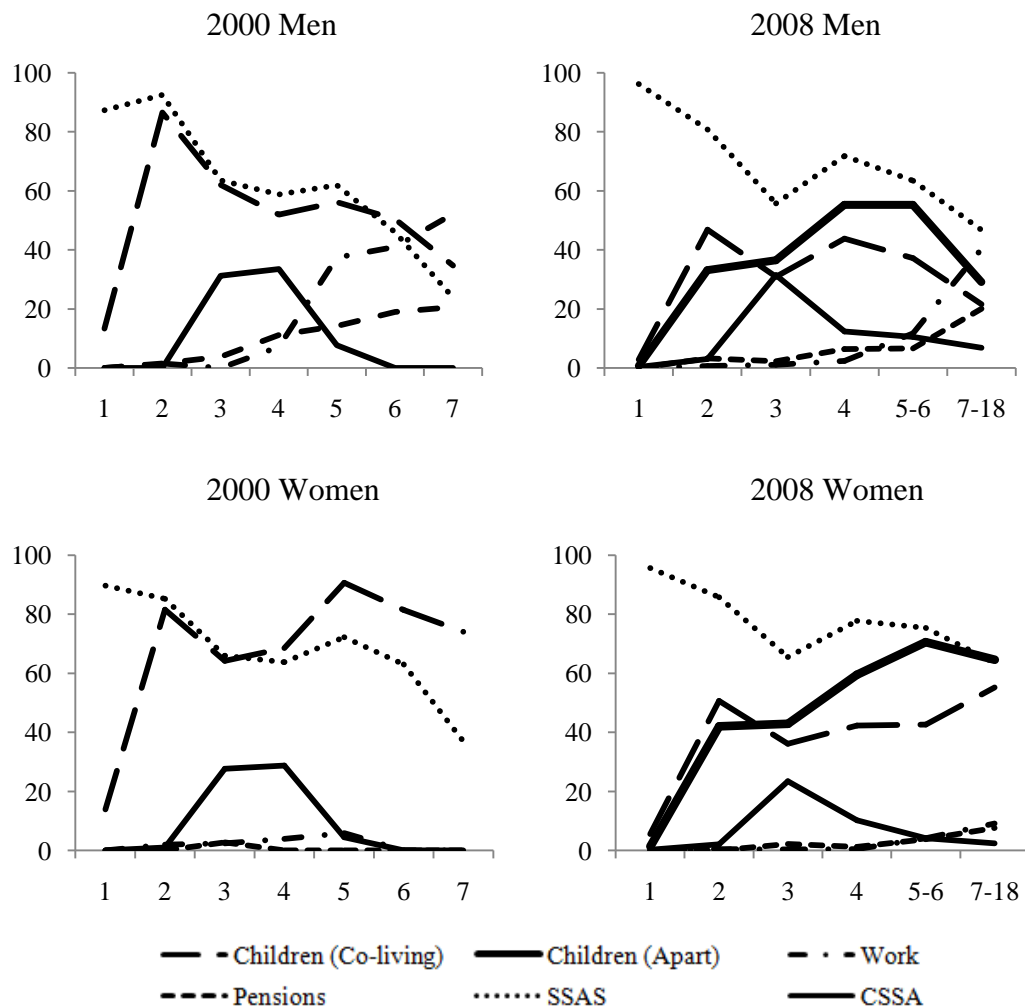 2000 Men
2008 Men
100
80
60
40
20
0
1 2 3 4 5 6 7
100
80
60
40
20
0
1 2 3 4 5-6 7-18
2000 Women
2008 Women
100
80
60
40
20
0
1 2 3 4 5 6 7
100
80
60
40
20
0
1 2 3 4 5-6 7-18
Children (Co-living) Children (Apart) Work
Pensions SSAS CSSA